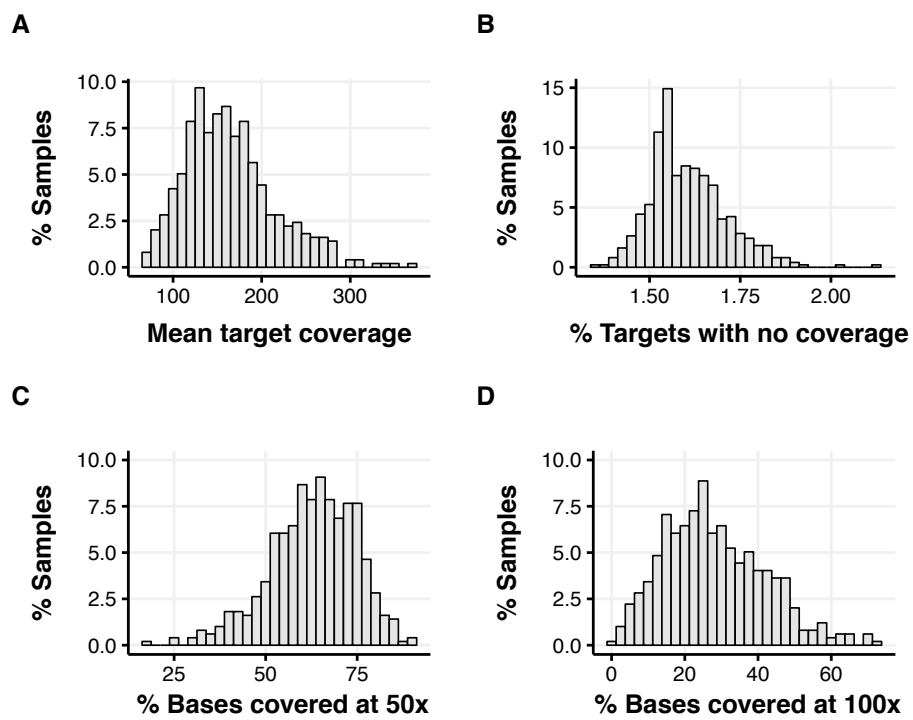 A
B
% Samples
10.0
7.5
5.0
2.5
0.0
100
200
300
Mean target coverage
% Samples
15
10
5
0
1.50
1.75
2.00
% Targets with no coverage
C
D
% Samples
10.0
7.5
5.0
2.5
0.0
25
50
75
% Bases covered at 50x
% Samples
10.0
7.5
5.0
2.5
0.0
0
20
40
60
% Bases covered at 100x